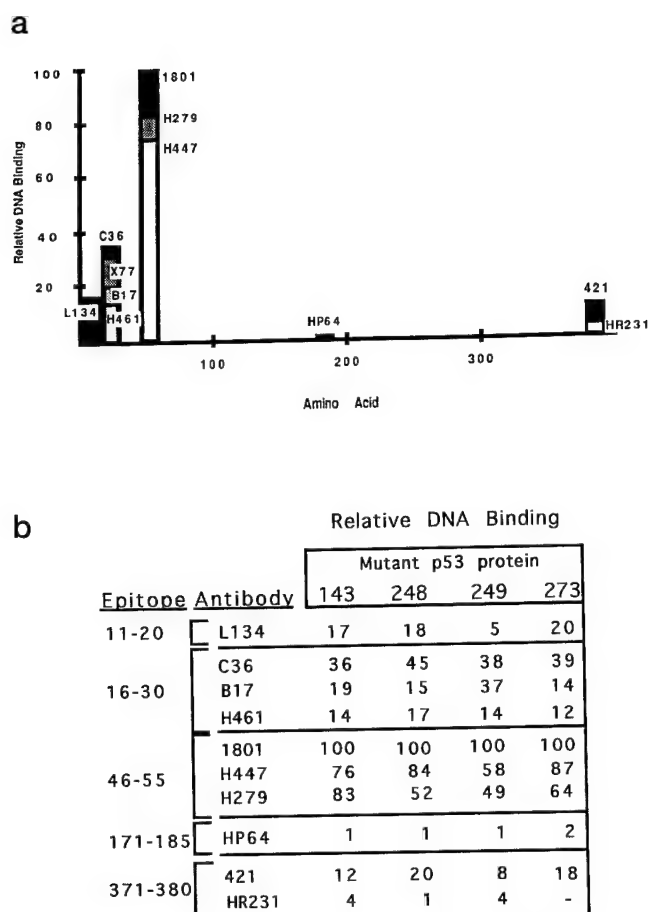 a
100
80
60
40
20
Relative DNA Binding
1801
H279
H447
C36
X77
B17
L134
H461
HP64
421
HR231
100
200
300
Amino Acid
b
Relative DNA Binding
Mutant p53 protein
Epitope Antibody 143 248 249 273
11-20 L134 17 18 5 20
C36 36 45 38 39
16-30 B17 19 15 37 14
H461 14 17 14 12
1801 100 100 100 100
46-55 H447 76 84 58 87
H279 83 52 49 64
171-185 HP64 1 1 1 2
371-380 421 12 20 8 18
HR231 4 1 4 -